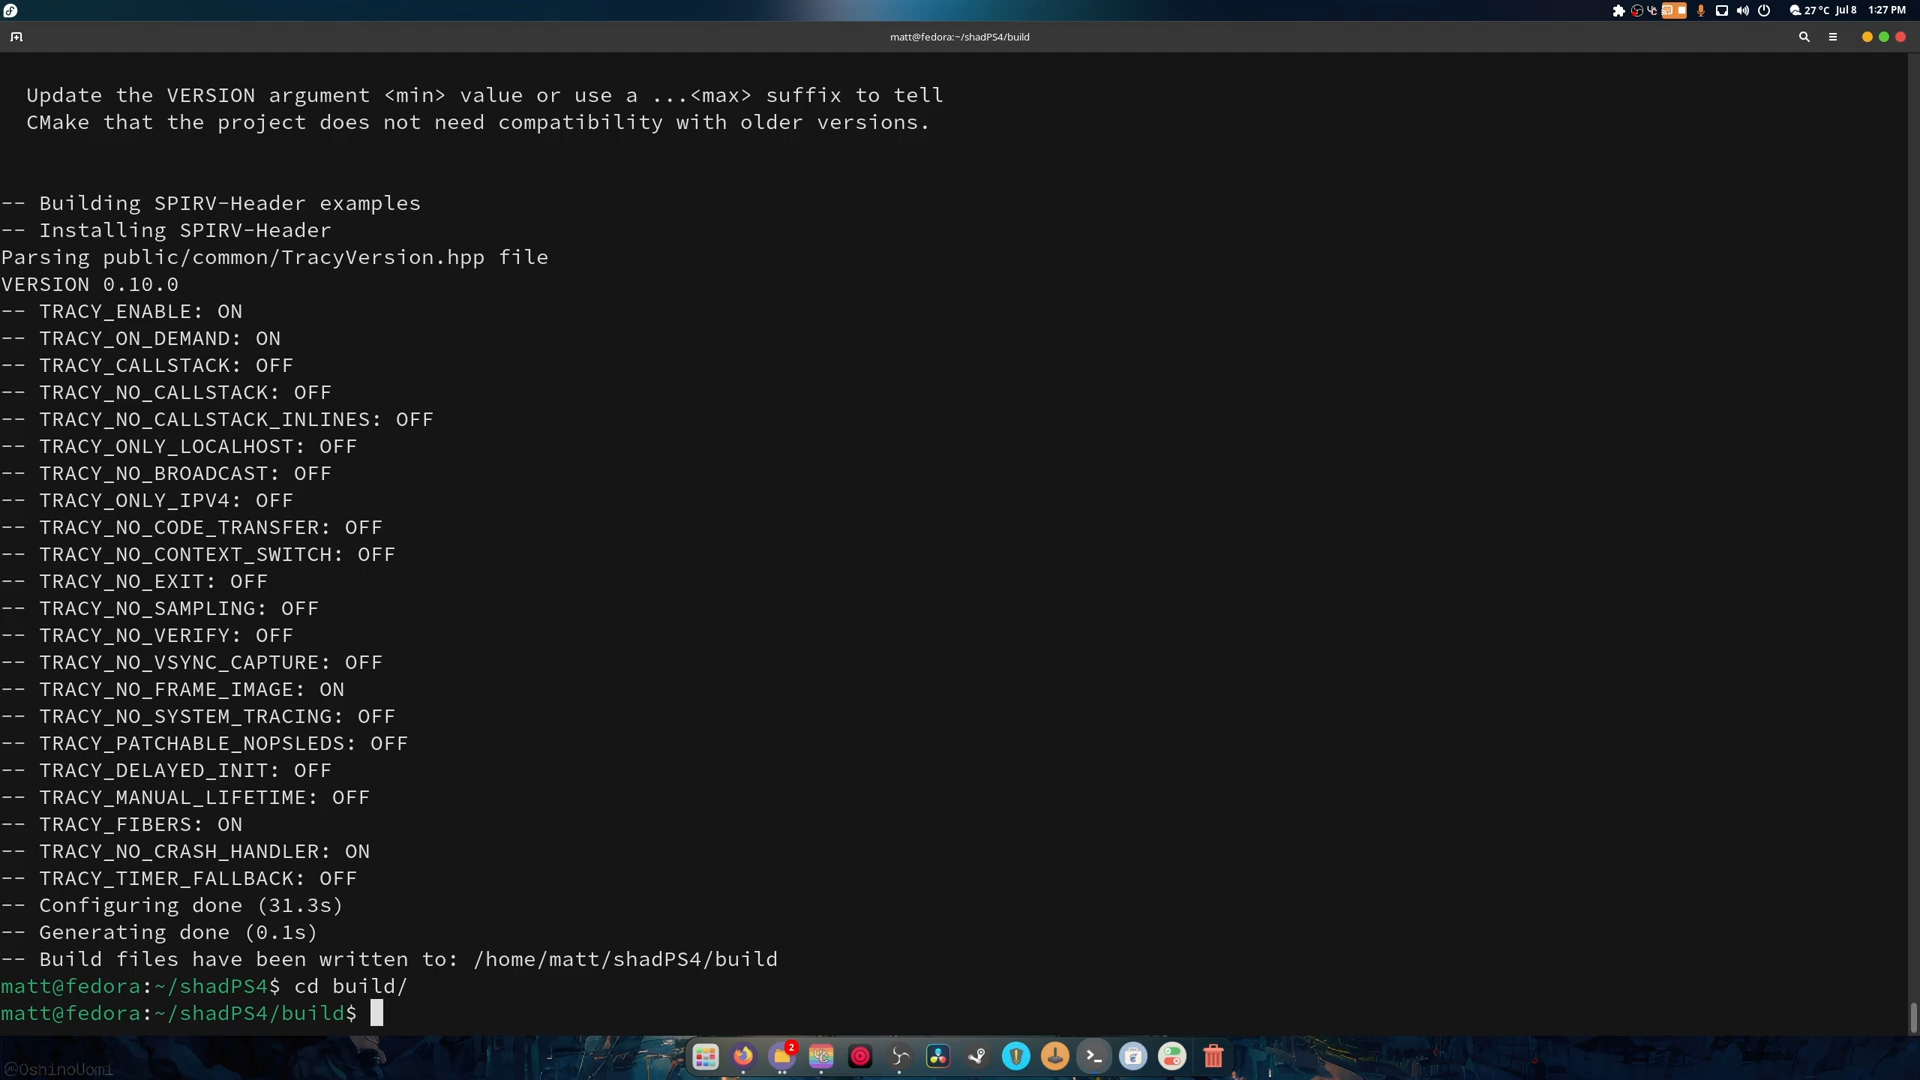 27 °C Jul 8 1:27 PM
matt@fedora:~/shadPS4/build
Update the VERSION argument <min> value or use a ...<max> suffix to tell
CMake that the project does not need compatibility with older versions.
-- Building SPIRV-Header examples
-- Installing SPIRV-Header
Parsing public/common/TracyVersion.hpp file
VERSION 0.10.0
-- TRACY_ENABLE: ON
-- TRACY_ON_DEMAND: ON
-- TRACY_CALLSTACK: OFF
-- TRACY_NO_CALLSTACK: OFF
-- TRACY_NO_CALLSTACK_INLINES: OFF
-- TRACY_ONLY_LOCALHOST: OFF
-- TRACY_NO_BROADCAST: OFF
-- TRACY_ONLY_IPV4: OFF
-- TRACY_NO_CODE_TRANSFER: OFF
-- TRACY_NO_CONTEXT_SWITCH: OFF
-- TRACY_NO_EXIT: OFF
-- TRACY_NO_SAMPLING: OFF
-- TRACY_NO_VERIFY: OFF
-- TRACY_NO_VSYNC_CAPTURE: OFF
-- TRACY_NO_FRAME_IMAGE: ON
-- TRACY_NO_SYSTEM_TRACING: OFF
-- TRACY_PATCHABLE_NOPSLEDS: OFF
-- TRACY_DELAYED_INIT: OFF
-- TRACY_MANUAL_LIFETIME: OFF
-- TRACY_FIBERS: ON
-- TRACY_NO_CRASH_HANDLER: ON
-- TRACY_TIMER_FALLBACK: OFF
-- Configuring done (31.3s)
-- Generating done (0.1s)
-- Build files have been written to: /home/matt/shadPS4/build
matt@fedora:~/shadPS4$ cd build/
matt@fedora:~/shadPS4/build$
2
@OshinoUomi